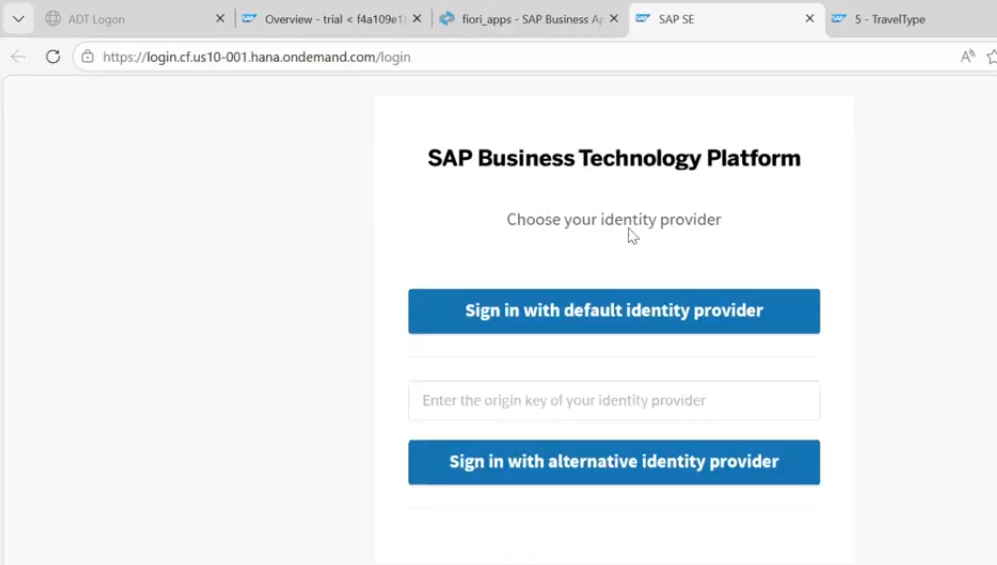 ADT Logon
Overview - trial < f4a109e1
fiori_apps - SAP Business Ap
SAP SE
5 - TravelType
https://login.cf.us10-001.hana.ondemand.com/login
SAP Business Technology Platform
Choose your identity provider
Sign in with default identity provider
Enter the origin key of your identity provider
Sign in with alternative identity provider